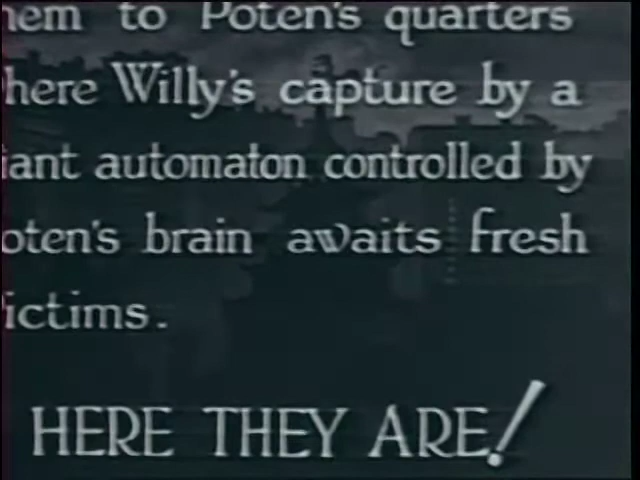 hem to Poten's quarters
here Willy's capture by a
iant automaton controlled by
oten's brain awaits fresh
ictims.
HERE THEY ARE!